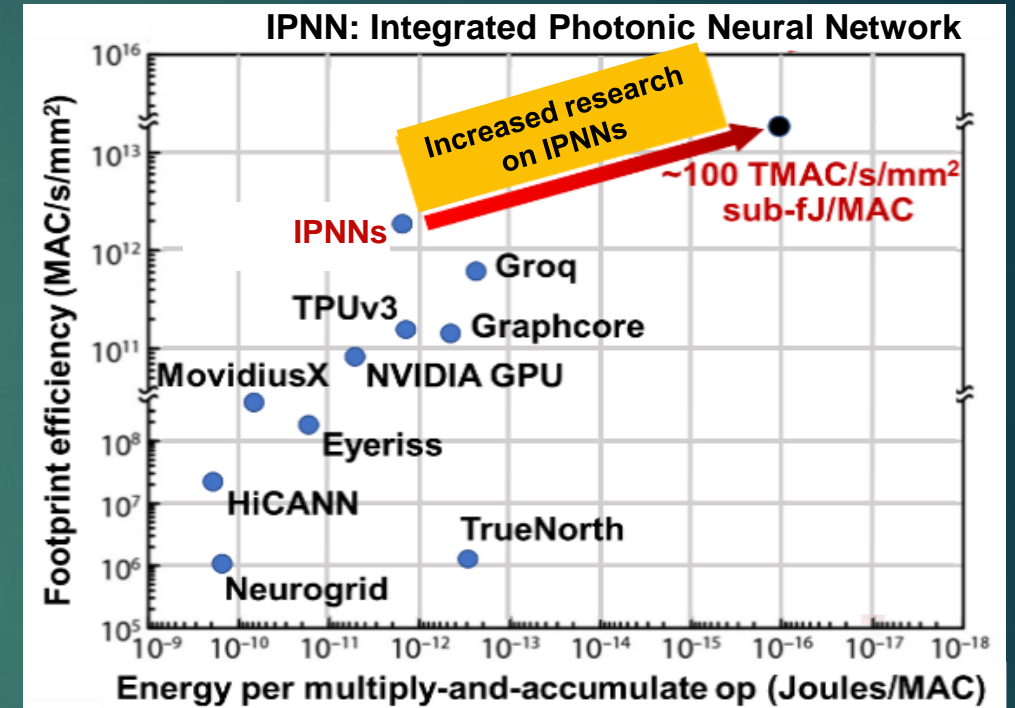 IPNN: Integrated Photonic Neural Network
10¹⁶
Increased research
on IPNNs
10¹³
~100 TMAC/s/mm²
sub-fJ/MAC
IPNNs
10¹²
Groq
TPUv3
Graphcore
10¹¹
MovidiusX
NVIDIA GPU
10⁸
Eyeriss
10⁷
HiCANN
TrueNorth
10⁶
Neurogrid
10⁵
Footprint efficiency (MAC/s/mm²)
10⁻⁹ 10⁻¹⁰ 10⁻¹¹ 10⁻¹² 10⁻¹³ 10⁻¹⁴ 10⁻¹⁵ 10⁻¹⁶ 10⁻¹⁷ 10⁻¹⁸
Energy per multiply-and-accumulate op (Joules/MAC)